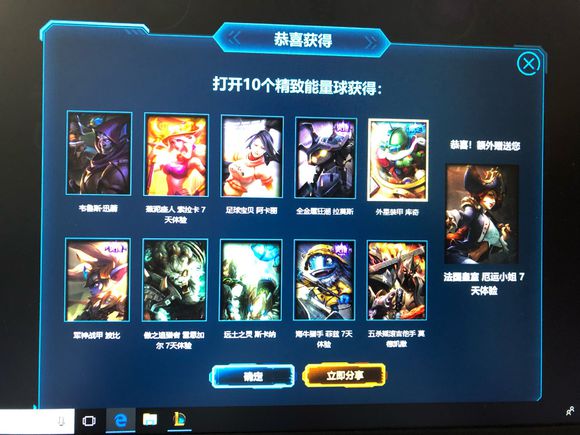 恭喜获得
打开10个精致能量球获得：
恭喜！额外赠送您
韦鲁斯·迅箭
索拉卡 7
天体验
足球宝贝 阿卡丽
全金属狂潮 拉莫斯
外星装甲 库奇
法国皇室 厄运小姐 7
天体验
军神战甲 波比
傲之追猎者 雷恩加
尔 7天体验
远土之灵 斯卡纳
海牛猎手 菲兹 7天
体验
五杀摇滚吉他手 莫
德凯撒
确定
立即分享